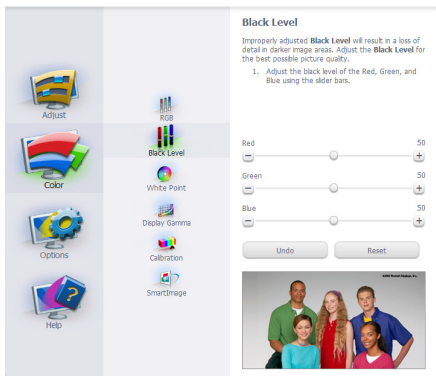 Black Level
Improperly adjusted Black Level will result in a loss of
detail in darker image areas. Adjust the Black Level for
the best possible picture quality.
1. Adjust the black level of the Red, Green, and
Blue using the slider bars.
Adjust
Color
Options
Help
RGB
Black Level
White Point
Display Gamma
Calibration
SmartImage
Red 50
Green 50
Blue 50
Undo Reset